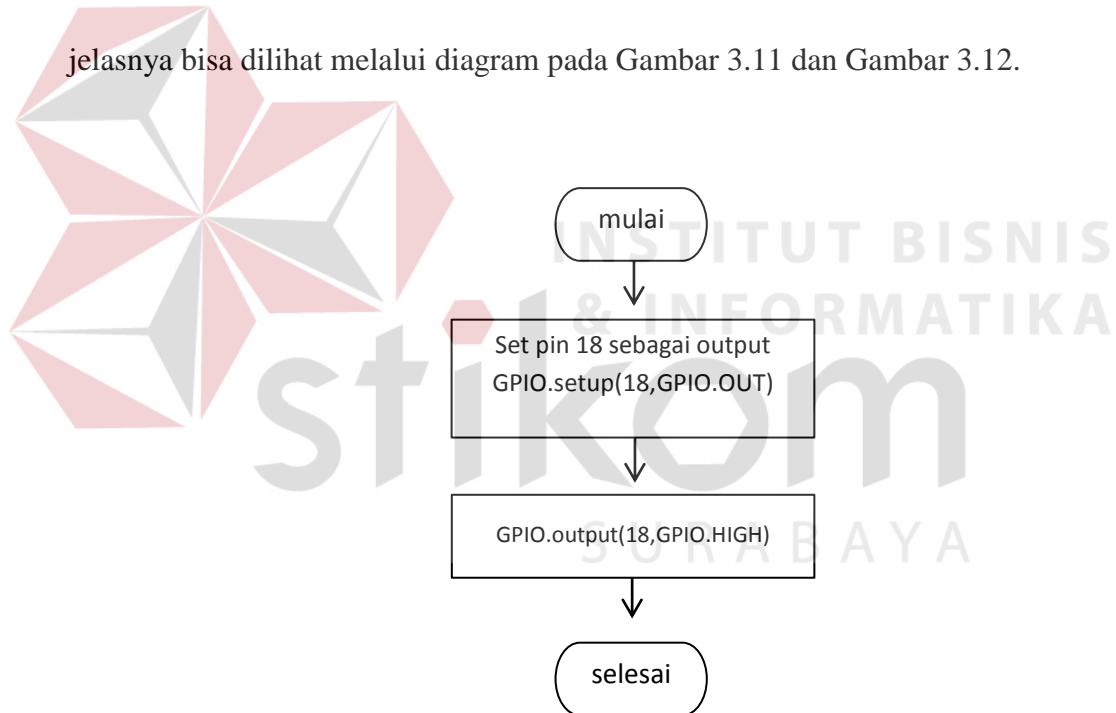 jelasnya bisa dilihat melalui diagram pada Gambar 3.11 dan Gambar 3.12.
mulai
INSTITUT BISNIS
& INFORMATIKA
Set pin 18 sebagai output
GPIO.setup(18,GPIO.OUT)
stikom
GPIO.output(18,GPIO.HIGH)
SURABAYA
selesai